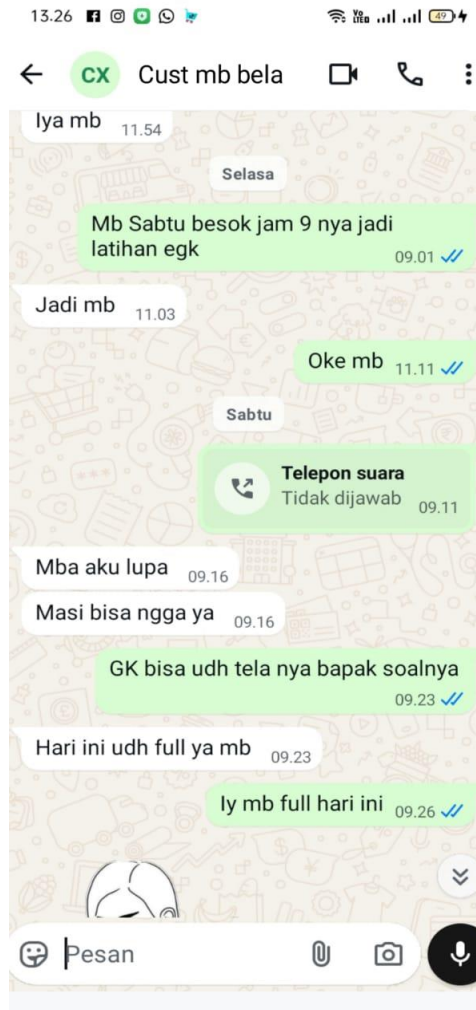 13.26
49
CX Cust mb bela
Iya mb 11.54
Selasa
Mb Sabtu besok jam 9 nya jadi
latihan egk 09.01
Jadi mb 11.03
Oke mb 11.11
Sabtu
Telepon suara
Tidak dijawab 09.11
Mba aku lupa 09.16
Masi bisa ngga ya 09.16
GK bisa udh tela nya bapak soalnya
09.23
Hari ini udh full ya mb 09.23
Iy mb full hari ini 09.26
Pesan